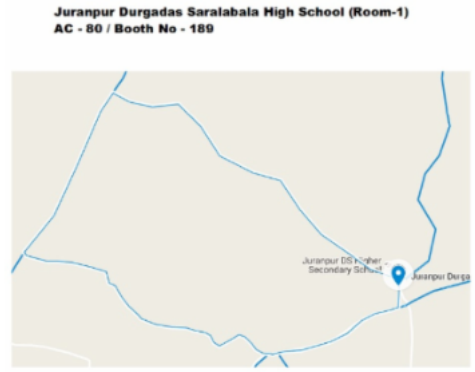 Juranpur Durgadas Saralabala High School (Room-1)
AC - 80 / Booth No - 189
Juranpur DS Higher
Secondary School
Juranpur Durga